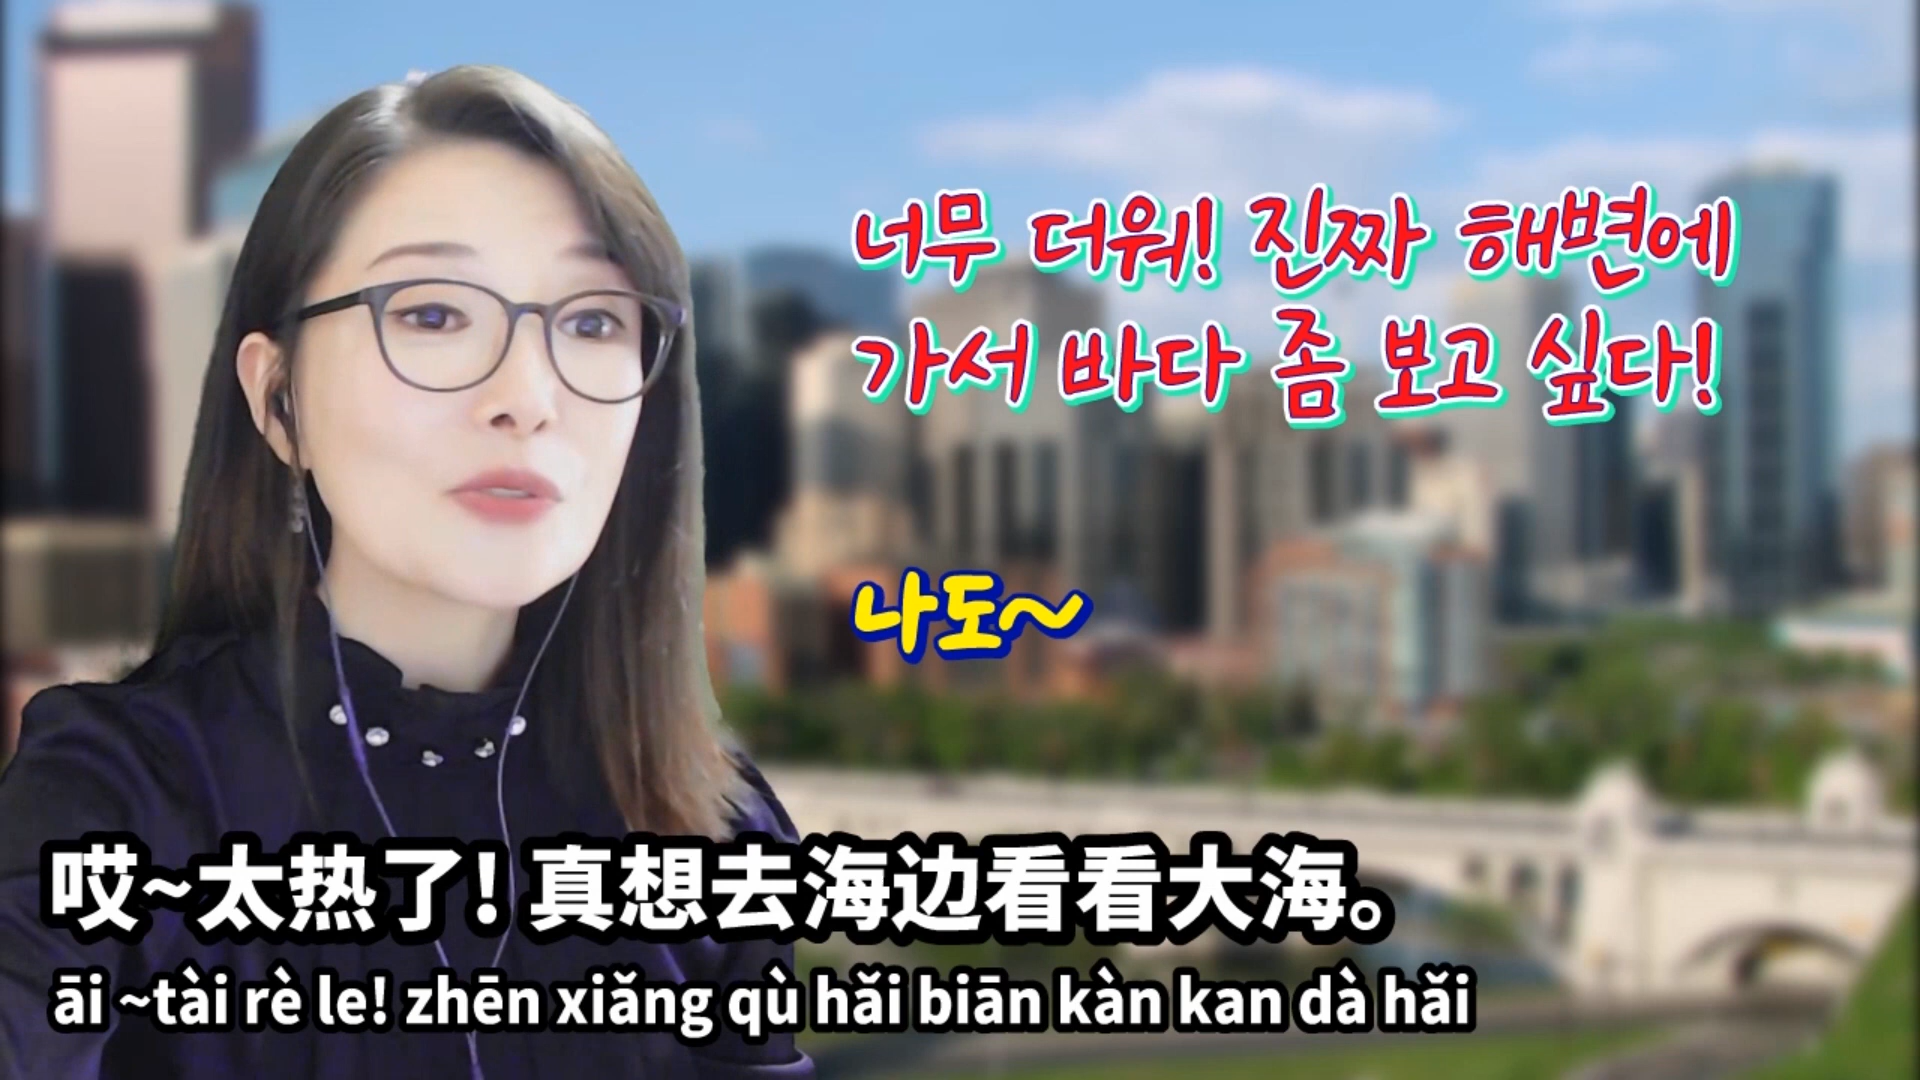 너무 더워! 진짜 해변에
가서 바다 좀 보고 싶다!
나도~
哎~太热了! 真想去海边看看大海。
āi ~tài rè le! zhēn xiǎng qù hǎi biān kàn kan dà hǎi